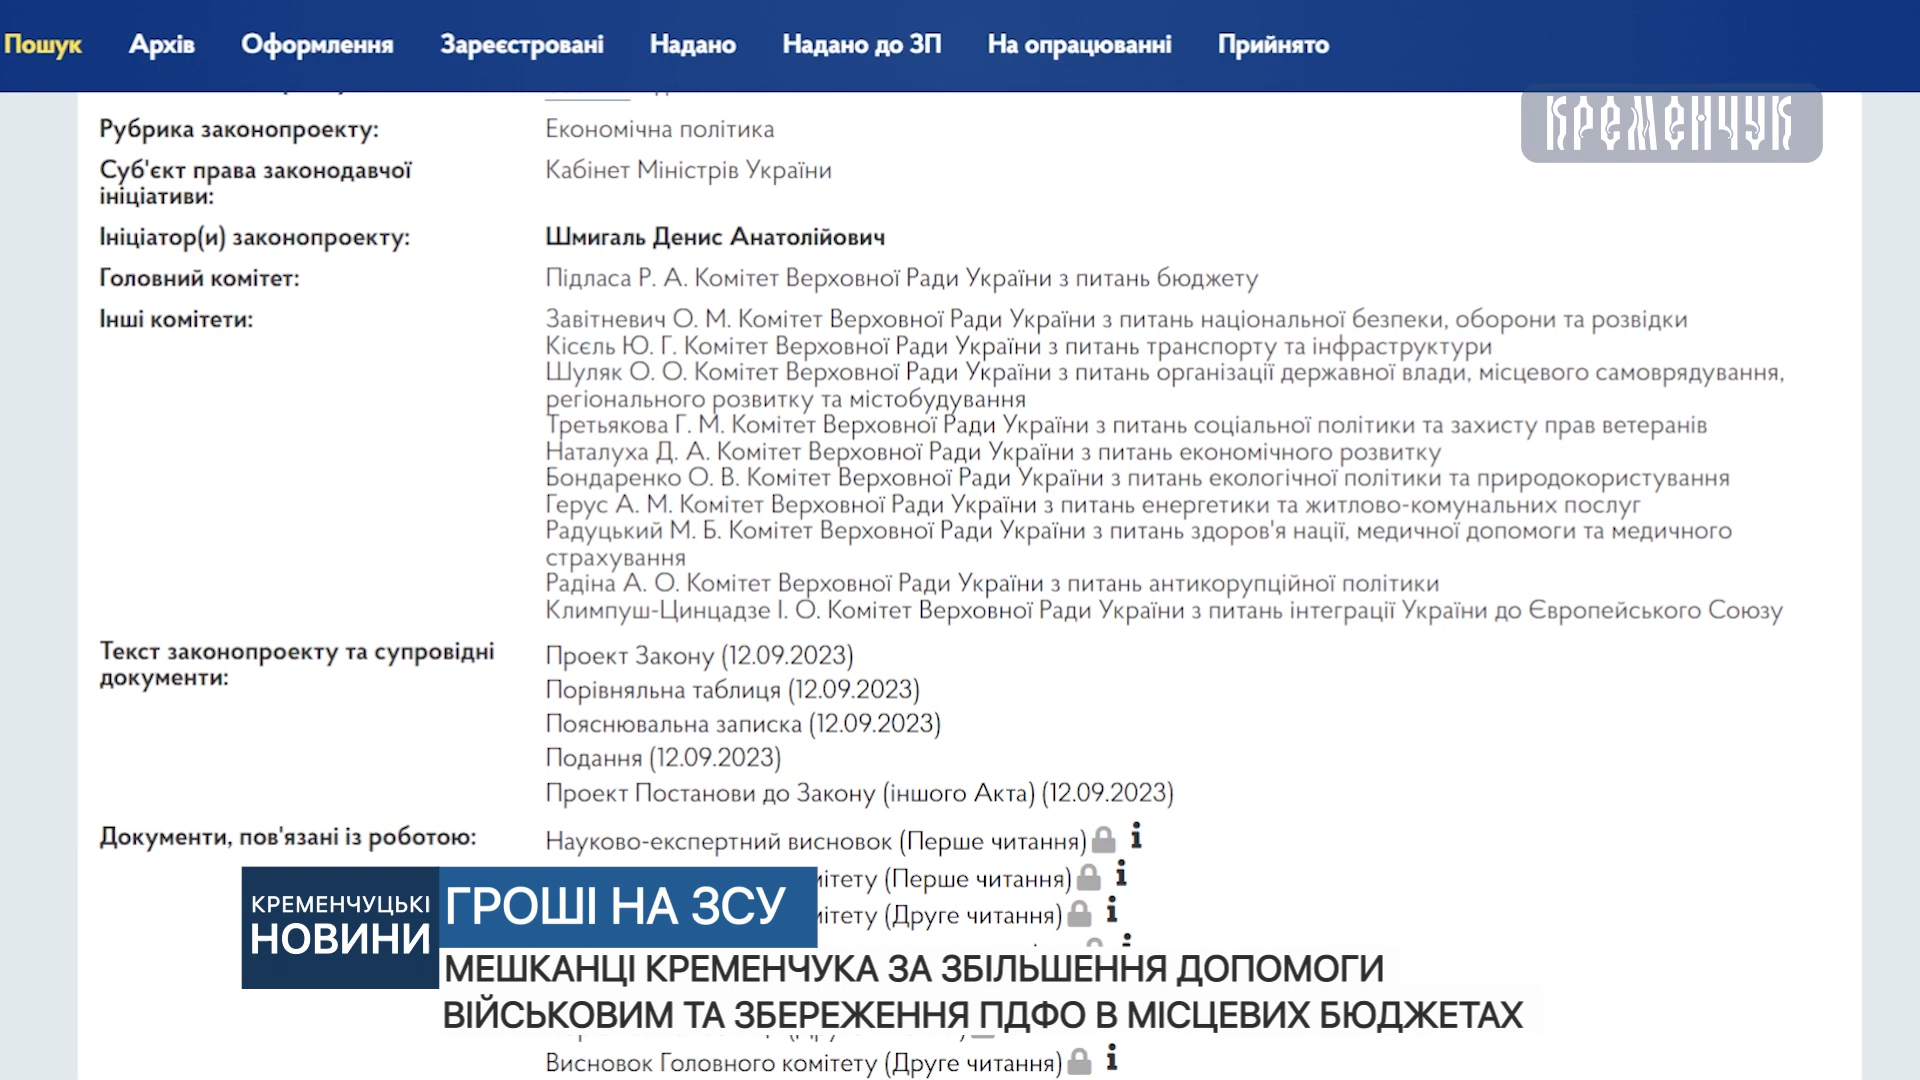 Пошук Архів Оформлення Зареєстровані Надано Надано до ЗП На опрацюванні Прийнято
КРЕМЕНЧУК
Рубрика законопроекту: Економічна політика
Суб'єкт права законодавчої ініціативи: Кабінет Міністрів України
Ініціатор(и) законопроекту: Шмигаль Денис Анатолійович
Головний комітет: Підласа Р. А. Комітет Верховної Ради України з питань бюджету
Інші комітети: Завітневич О. М. Комітет Верховної Ради України з питань національної безпеки, оборони та розвідки
Кісєль Ю. Г. Комітет Верховної Ради України з питань транспорту та інфраструктури
Шуляк О. О. Комітет Верховної Ради України з питань організації державної влади, місцевого самоврядування,
регіонального розвитку та містобудування
Третьякова Г. М. Комітет Верховної Ради України з питань соціальної політики та захисту прав ветеранів
Наталуха Д. А. Комітет Верховної Ради України з питань економічного розвитку
Бондаренко О. В. Комітет Верховної Ради України з питань екологічної політики та природокористування
Герус А. М. Комітет Верховної Ради України з питань енергетики та житлово-комунальних послуг
Радуцький М. Б. Комітет Верховної Ради України з питань здоров'я нації, медичної допомоги та медичного
страхування
Радіна А. О. Комітет Верховної Ради України з питань антикорупційної політики
Климпуш-Цинцадзе І. О. Комітет Верховної Ради України з питань інтеграції України до Європейського Союзу
Текст законопроекту та супровідні документи:
Проект Закону (12.09.2023)
Порівняльна таблиця (12.09.2023)
Пояснювальна записка (12.09.2023)
Подання (12.09.2023)
Проект Постанови до Закону (іншого Акта) (12.09.2023)
Документи, пов'язані із роботою: Науково-експертний висновок (Перше читання)
(Перше читання)
(Друге читання)
КРЕМЕНЧУЦЬКІ
НОВИНИ
ГРОШІ НА ЗСУ
МЕШКАНЦІ КРЕМЕНЧУКА ЗА ЗБІЛЬШЕННЯ ДОПОМОГИ
ВІЙСЬКОВИМ ТА ЗБЕРЕЖЕННЯ ПДФО В МІСЦЕВИХ БЮДЖЕТАХ
Висновок Головного комітету (Друге читання)